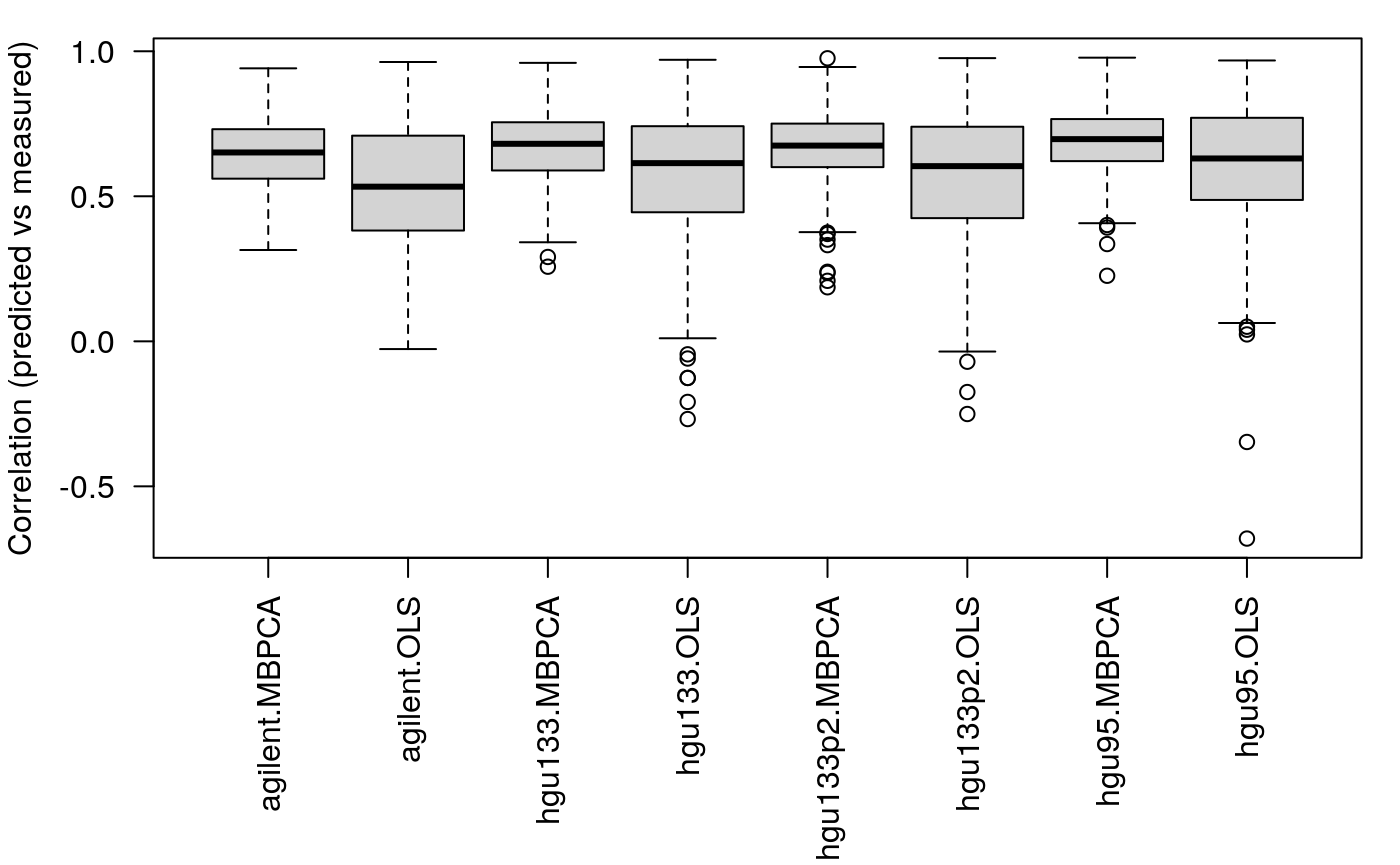 Correlation (predicted vs measured)
1.0
0.5
0.0
-0.5
agilent.MBPCA
agilent.OLS
hgu133.MBPCA
hgu133.OLS
hgu133p2.MBPCA
hgu133p2.OLS
hgu95.MBPCA
hgu95.OLS